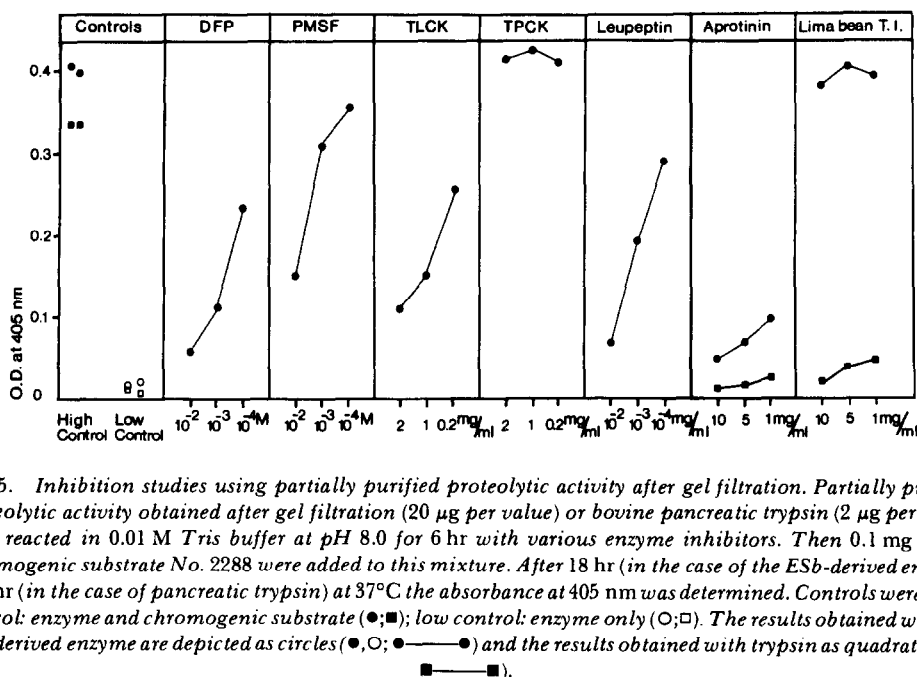 Controls DFP PMSF TLCK TPCK Leupeptin Aprotinin Lima bean T. I.
0.4
0.3
0.2
0.1
0
O.D. at 405 nm
High Control Low Control 10⁻² 10⁻³ 10⁻⁴M 10⁻² 10⁻³ 10⁻⁴M 2 1 0.2mg/ml 2 1 0.2mg/ml 10⁻² 10⁻³ 10⁻⁴mg/ml 10 5 1mg/ml 10 5 1mg/ml
5. Inhibition studies using partially purified proteolytic activity after gel filtration. Partially
eolytic activity obtained after gel filtration (20 µg per value) or bovine pancreatic trypsin (2 µg per
reacted in 0.01 M Tris buffer at pH 8.0 for 6 hr with various enzyme inhibitors. Then 0.1 mg
mogenic substrate No. 2288 were added to this mixture. After 18 hr (in the case of the ESb-derived
hr (in the case of pancreatic trypsin) at 37°C the absorbance at 405 nm was determined. Controls were
ol: enzyme and chromogenic substrate (●;■); low control: enzyme only (○;□). The results obtained
derived enzyme are depicted as circles (●,○; ●——●) and the results obtained with trypsin as
■——■).